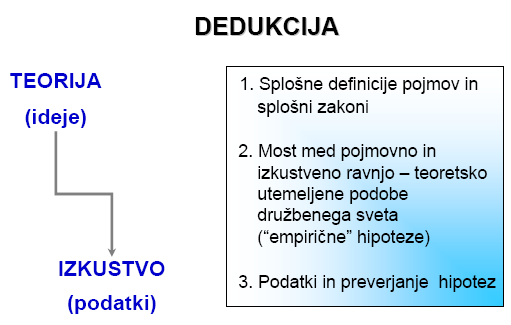 DEDUKCIJA
TEORIJA
(ideje)
IZKUSTVO
(podatki)
1. Splošne definicije pojmov in
splošni zakoni
2. Most med pojmovno in
izkustveno ravnjo – teoretsko
utemeljene podobe
družbenega sveta
(“empirične” hipoteze)
3. Podatki in preverjanje hipotez